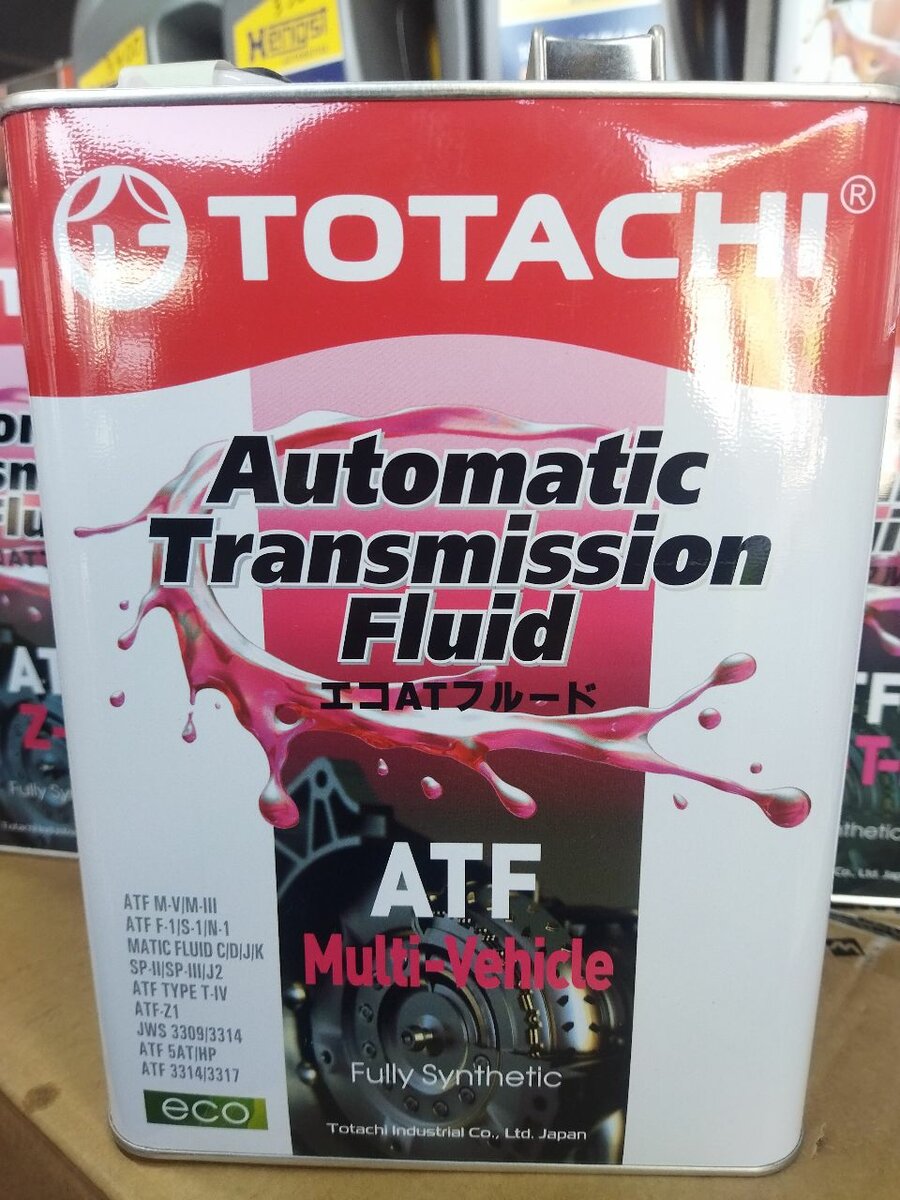 Hengst
TOTACHI®
Automatic
Transmission
Fluid
エコATフルード
ATF
Multi-Vehicle
ATF M-V/M-III
ATF F-1/S-1/N-1
MATIC FLUID C/D/J/K
SP-II/SP-III/J2
ATF TYPE T-IV
ATF-Z1
JWS 3309/3314
ATF 5AT/HP
ATF 3314/3317
eco
Fully Synthetic
Totachi Industrial Co., Ltd. Japan